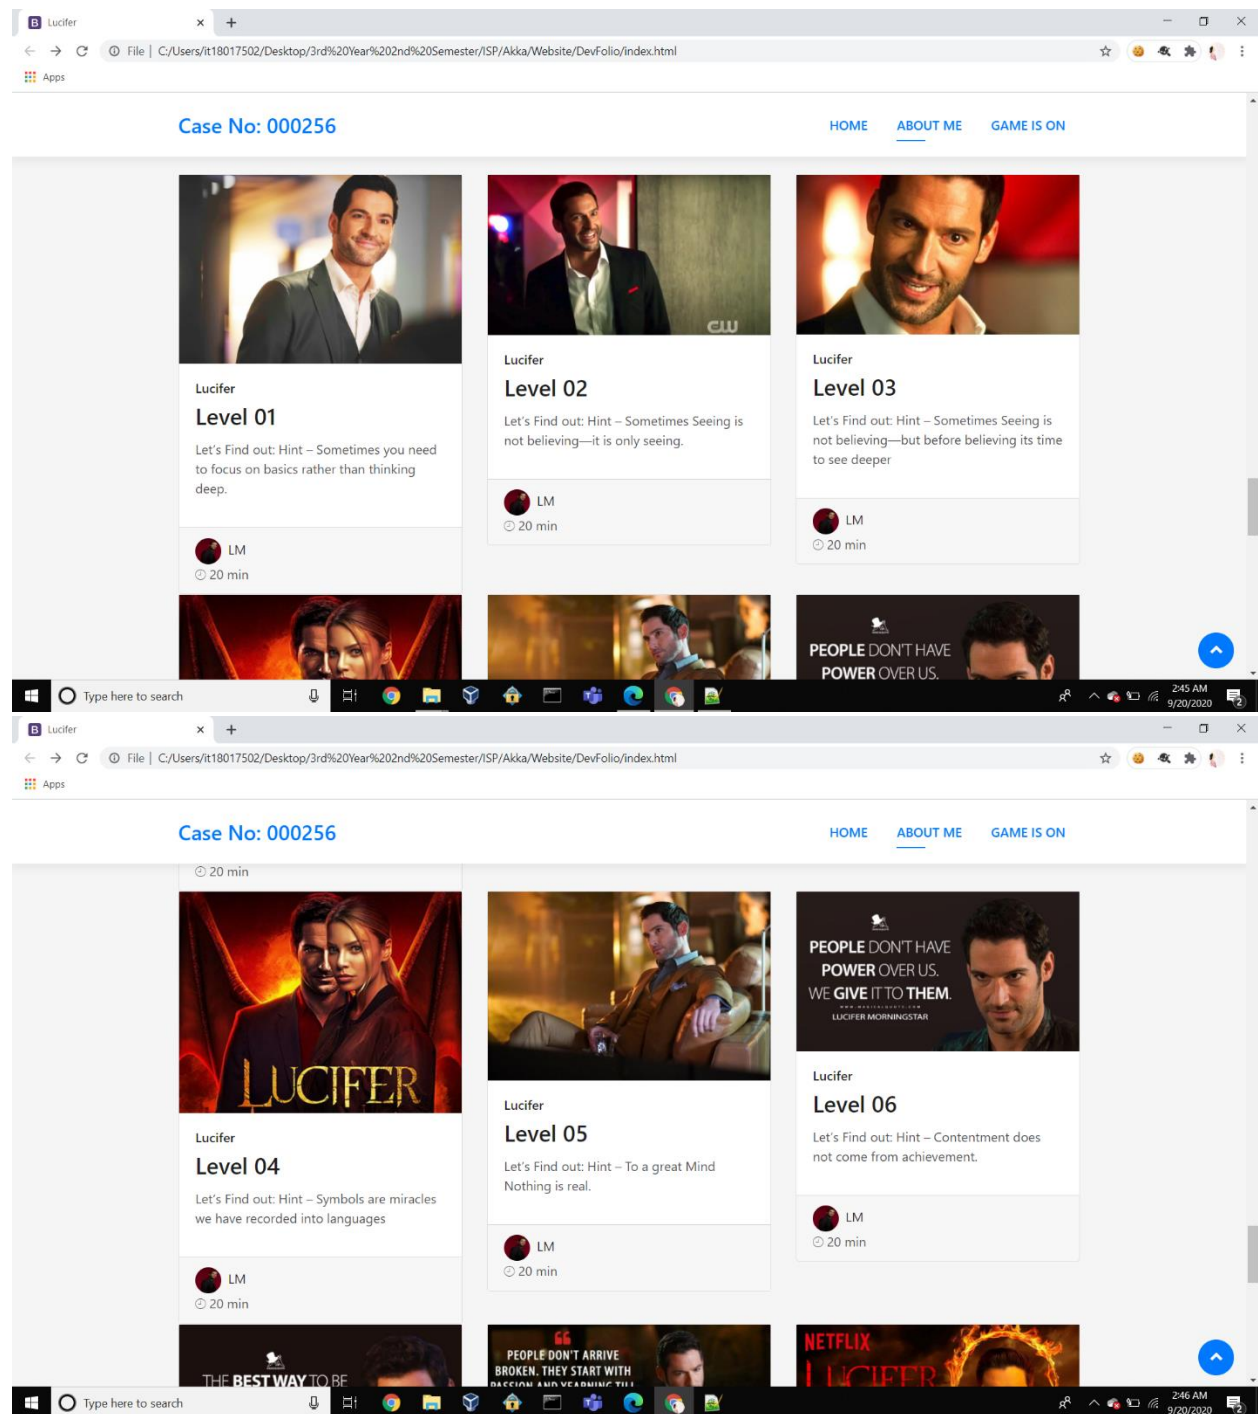 Lucifer
File | C:/Users/it18017502/Desktop/3rd%20Year%202nd%20Semester/ISP/Akka/Website/DevFolio/index.html
Apps
Case No: 000256
HOME ABOUT ME GAME IS ON
CW
Lucifer
Level 01
Let's Find out: Hint – Sometimes you need
to focus on basics rather than thinking
deep.
LM
20 min
Lucifer
Level 02
Let's Find out: Hint – Sometimes Seeing is
not believing—it is only seeing.
LM
20 min
Lucifer
Level 03
Let's Find out: Hint – Sometimes Seeing is
not believing—but before believing its time
to see deeper
LM
20 min
PEOPLE DON'T HAVE
POWER OVER US.
Type here to search
2:45 AM
9/20/2020
2
Lucifer
File | C:/Users/it18017502/Desktop/3rd%20Year%202nd%20Semester/ISP/Akka/Website/DevFolio/index.html
Apps
Case No: 000256
HOME ABOUT ME GAME IS ON
20 min
LUCIFER
Lucifer
Level 04
Let's Find out: Hint – Symbols are miracles
we have recorded into languages
LM
20 min
Lucifer
Level 05
Let's Find out: Hint – To a great Mind
Nothing is real.
LM
20 min
PEOPLE DON'T HAVE
POWER OVER US.
WE GIVE IT TO THEM.
LUCIFER MORNINGSTAR
Lucifer
Level 06
Let's Find out: Hint – Contentment does
not come from achievement.
LM
20 min
THE BEST WAY TO BE
PEOPLE DON'T ARRIVE
BROKEN. THEY START WITH
PASSION AND YEARNING TILL
NETFLIX
LUCIFER
Type here to search
2:46 AM
9/20/2020
2